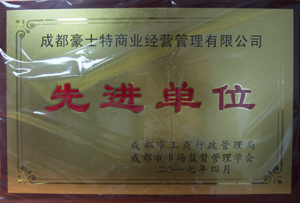 成都豪士特商业经营管理有限公司
先进单位
成都市工商行政管理局
成都市市场监督管理学会
二〇一七年四月